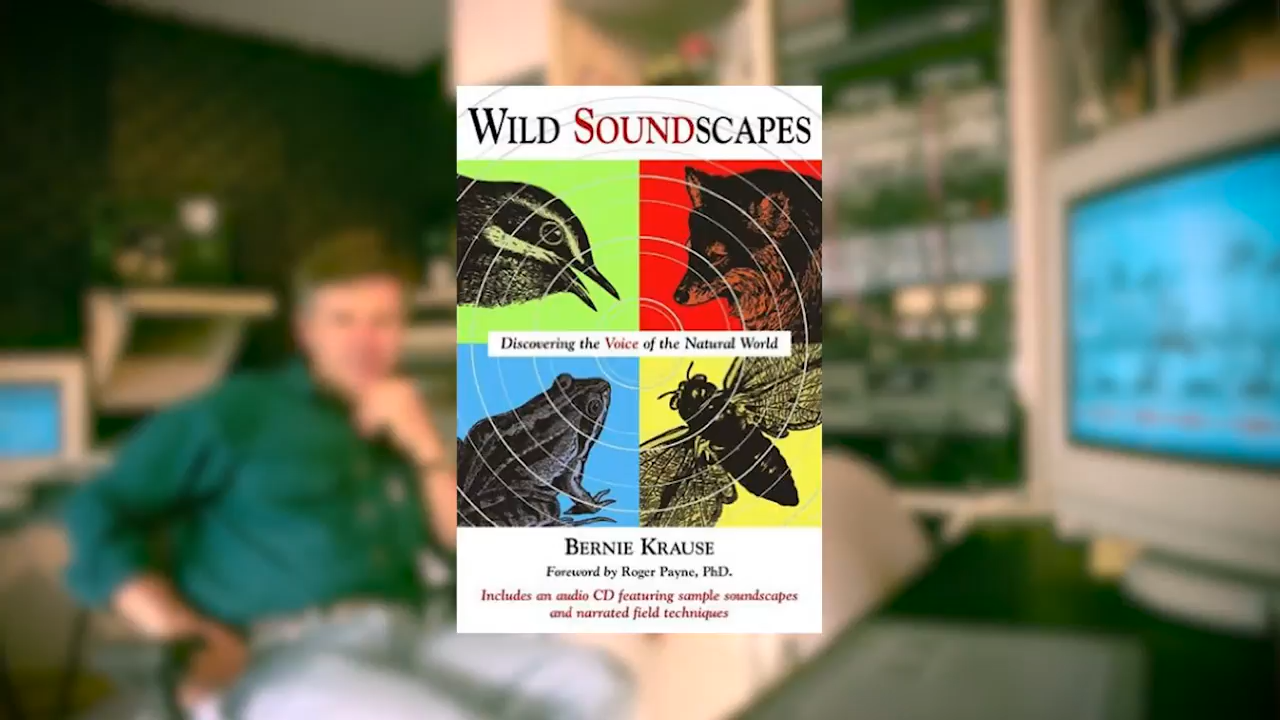 WILD SOUNDSCAPES
Discovering the Voice of the Natural World
BERNIE KRAUSE
Foreword by Roger Payne, PhD.
Includes an audio CD featuring sample soundscapes
and narrated field techniques